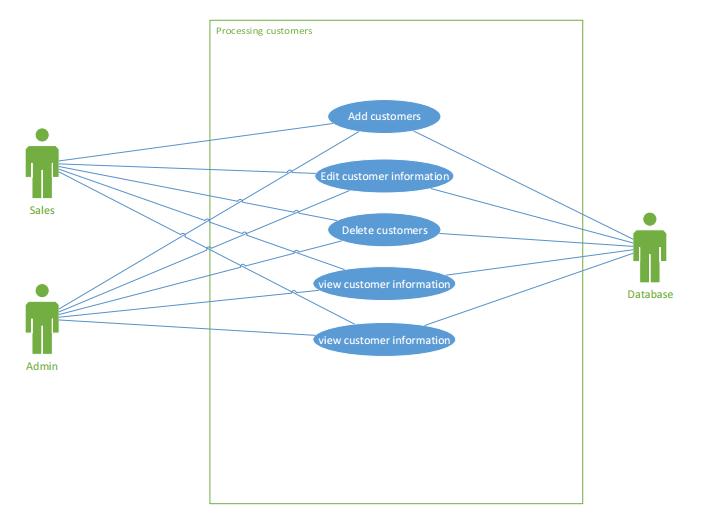 Processing customers
Add customers
Edit customer information
Sales
Delete customers
view customer information
Database
view customer information
Admin